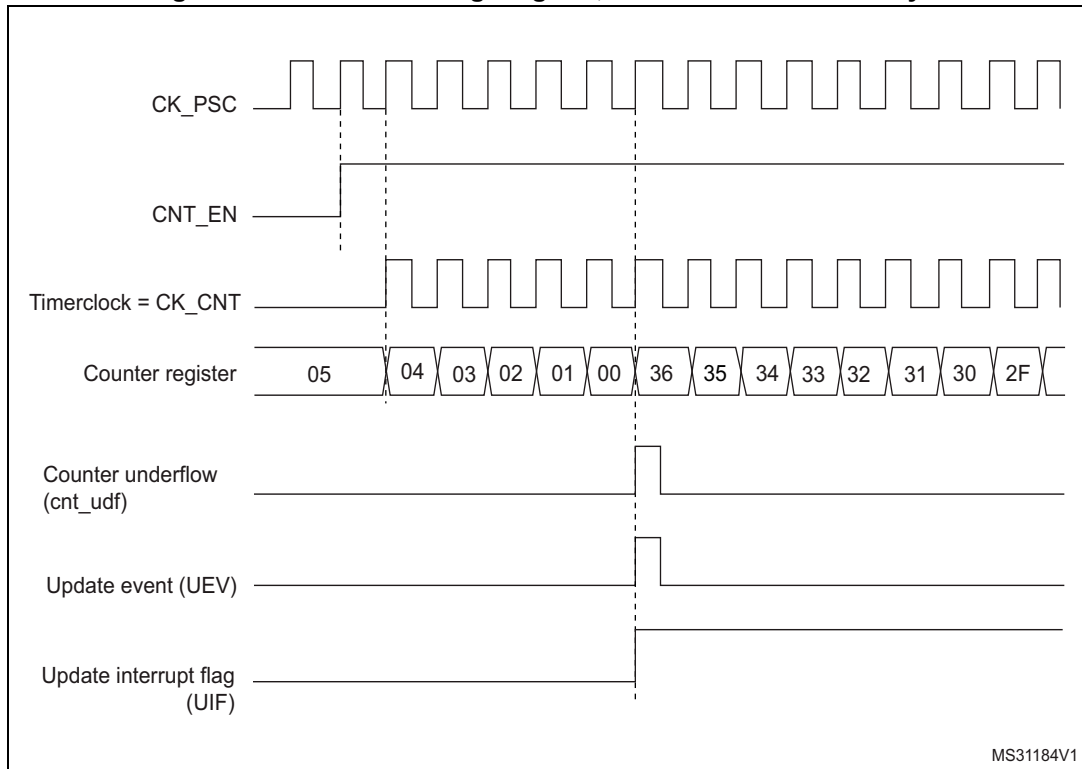 CK_PSC
CNT_EN
Timerclock = CK_CNT
Counter register 05 04 03 02 01 00 36 35 34 33 32 31 30 2F
Counter underflow
(cnt_udf)
Update event (UEV)
Update interrupt flag
(UIF)
MS31184V1